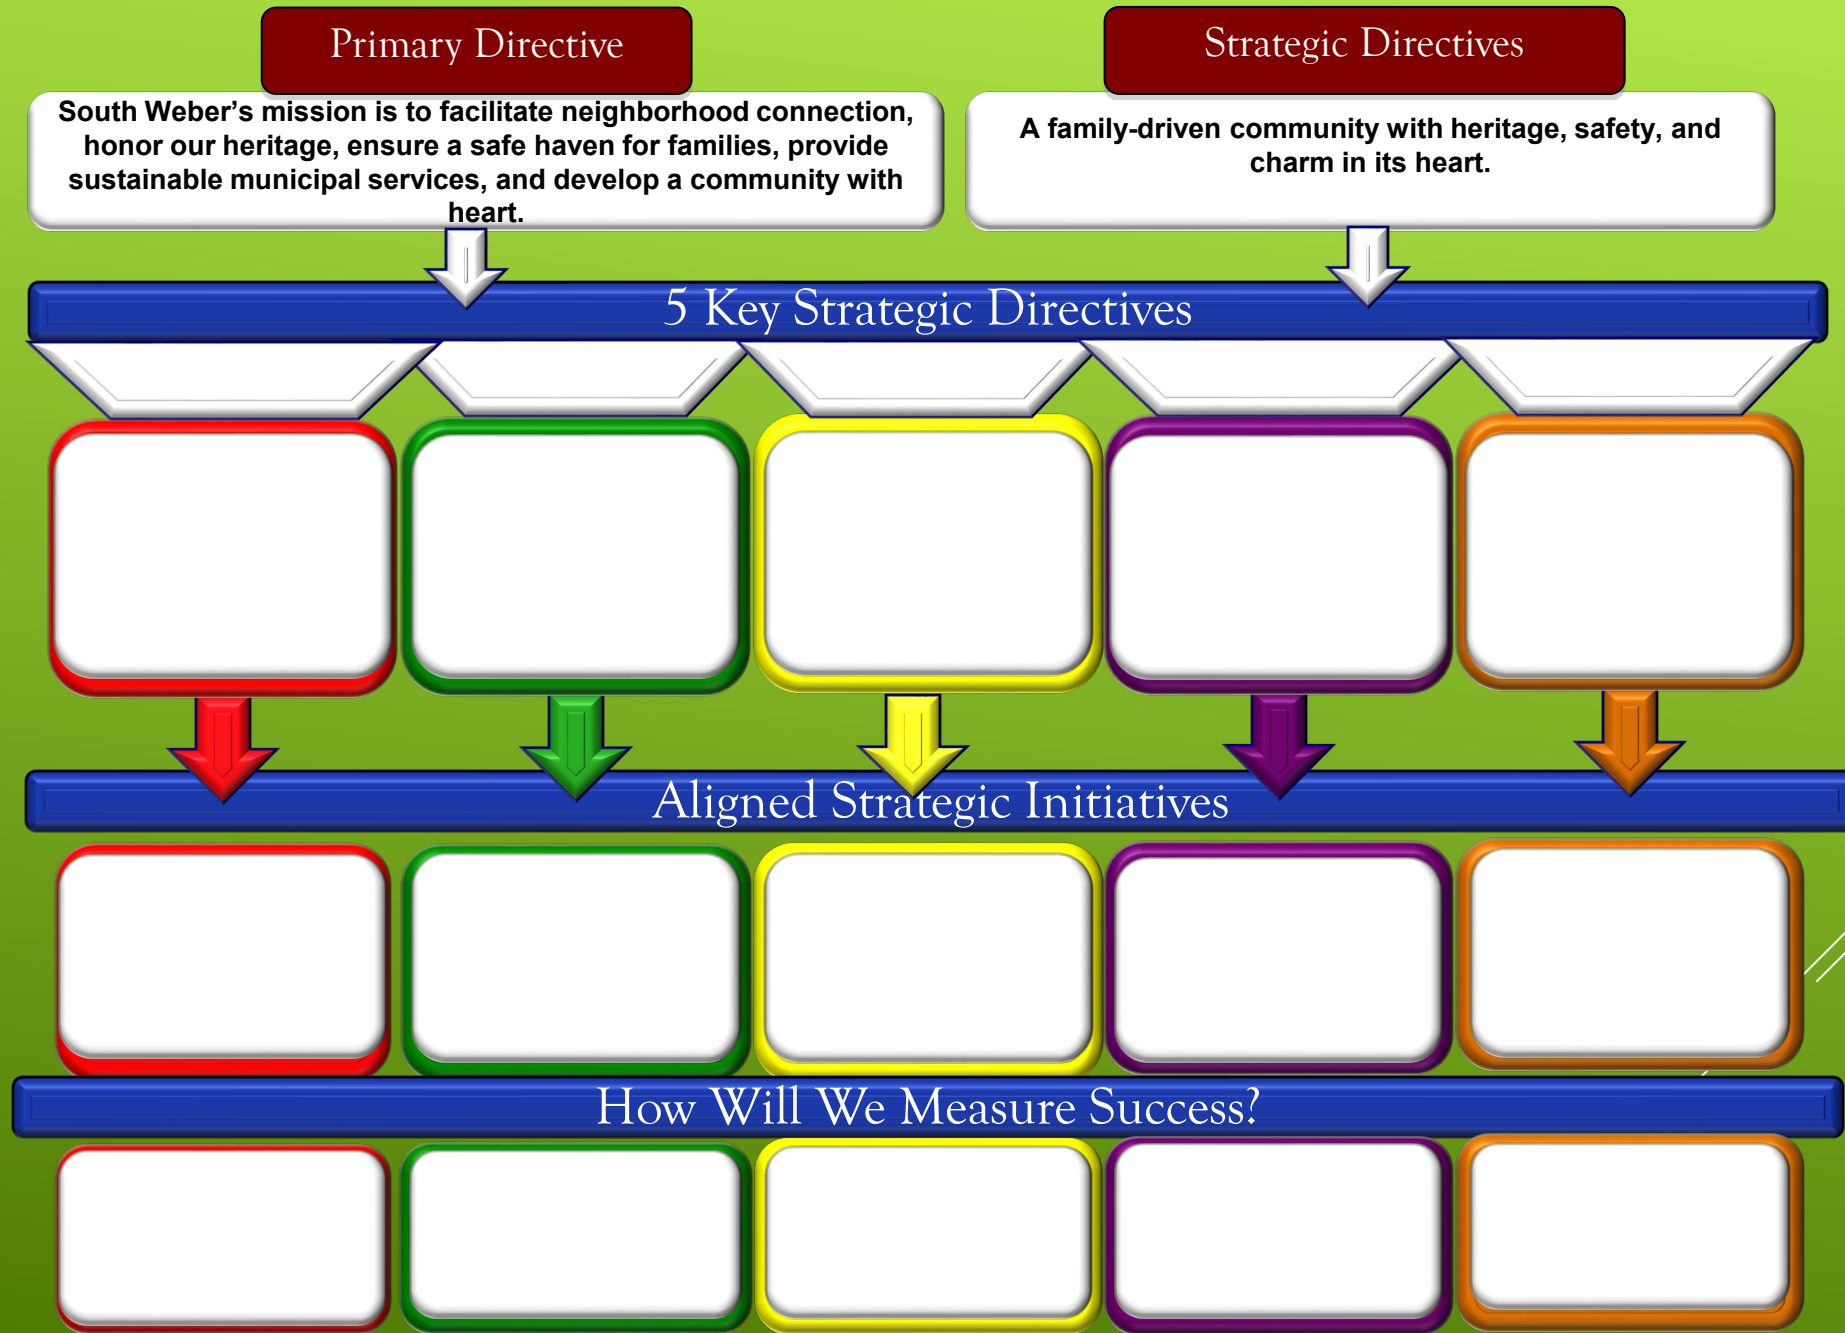 Primary Directive
South Weber’s mission is to facilitate neighborhood connection,
honor our heritage, ensure a safe haven for families, provide
sustainable municipal services, and develop a community with
heart.
Strategic Directives
A family-driven community with heritage, safety, and
charm in its heart.
5 Key Strategic Directives
Aligned Strategic Initiatives
How Will We Measure Success?